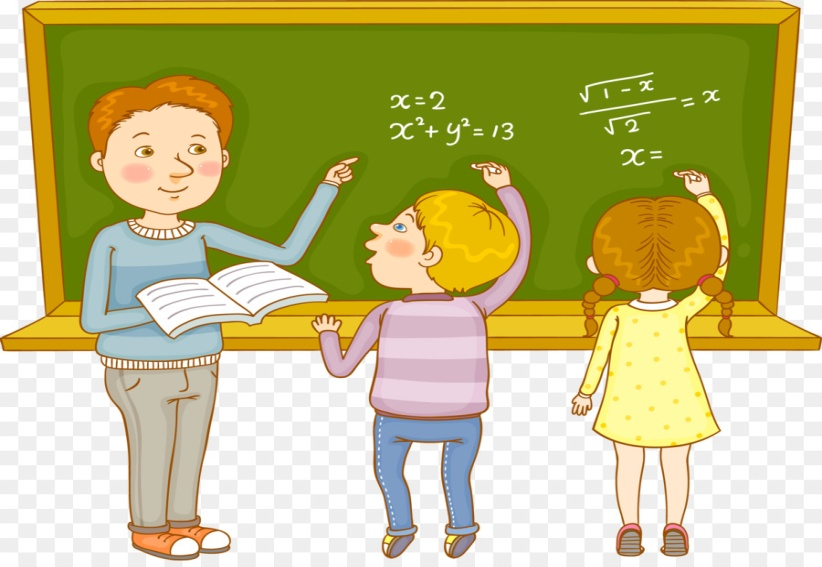 x = 2
x² + y² = 13
√(1 - x) / √2 = x
x =